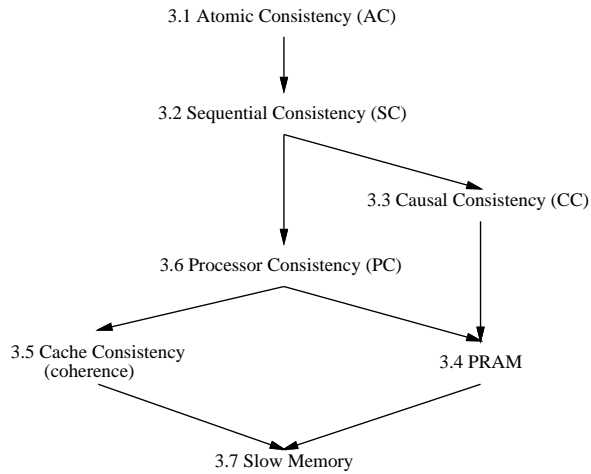 3.1 Atomic Consistency (AC)
3.2 Sequential Consistency (SC)
3.3 Causal Consistency (CC)
3.6 Processor Consistency (PC)
3.5 Cache Consistency
(coherence)
3.4 PRAM
3.7 Slow Memory